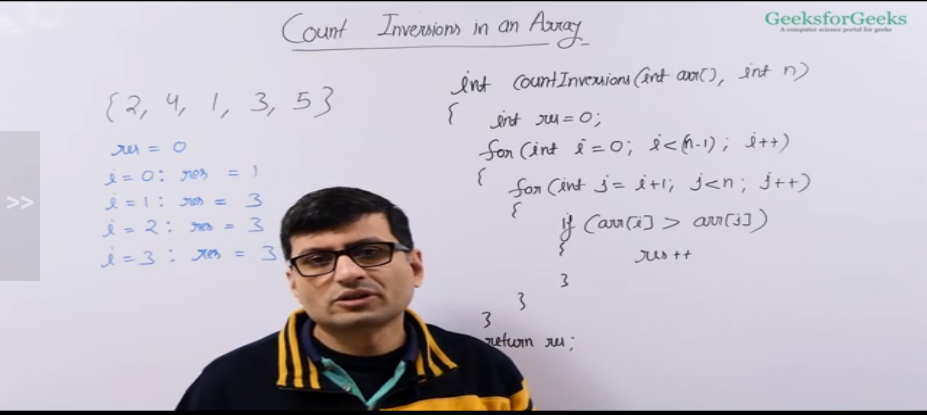 Count Inversions in an Array
GeeksforGeeks
A computer science portal for geeks
{2, 4, 1, 3, 5}
res = 0
i=0: res = 1
i=1: res = 3
i=2: res = 3
i=3: res = 3
int countInversions(int arr[], int n)
{
int res=0;
for(int i=0; i<(n-1); i++)
{
for(int j=i+1; j<n; j++)
{
if (arr[i] > arr[j])
{
res++
}
}
}
return res;
>>